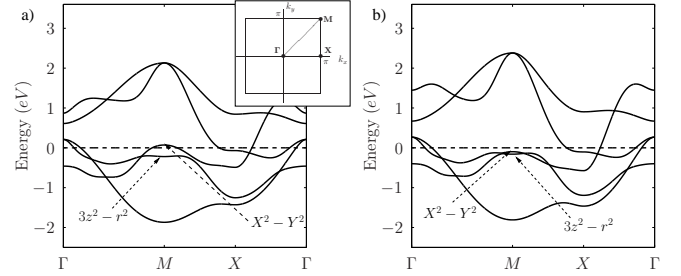 a)
b)
k_y
π
M
Γ
X
π
k_x
Energy (eV)
3
2
1
0
−1
−2
3z² − r²
X² − Y²
Γ
M
X
Γ
Energy (eV)
3
2
1
0
−1
−2
X² − Y²
3z² − r²
Γ
M
X
Γ